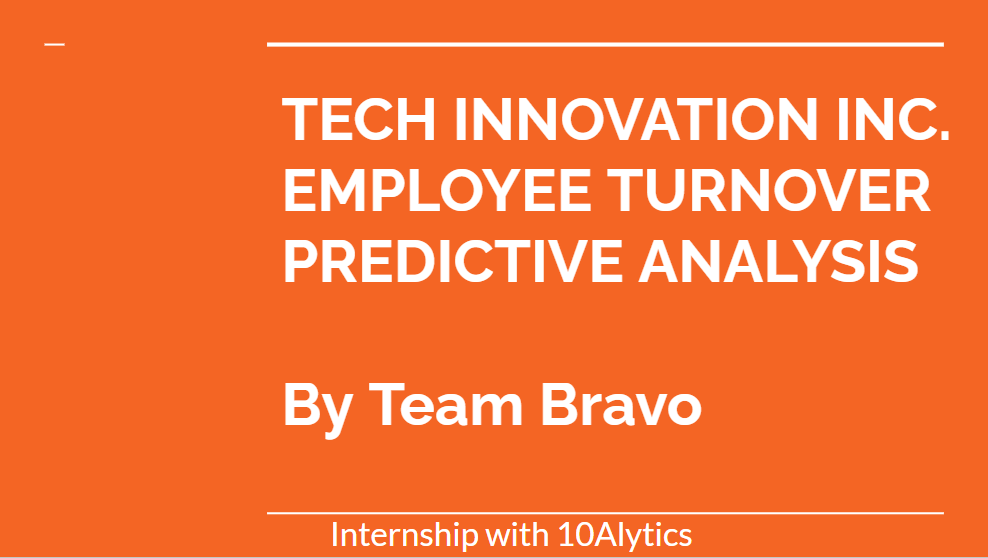 TECH INNOVATION INC.
EMPLOYEE TURNOVER
PREDICTIVE ANALYSIS
By Team Bravo
Internship with 10Alytics